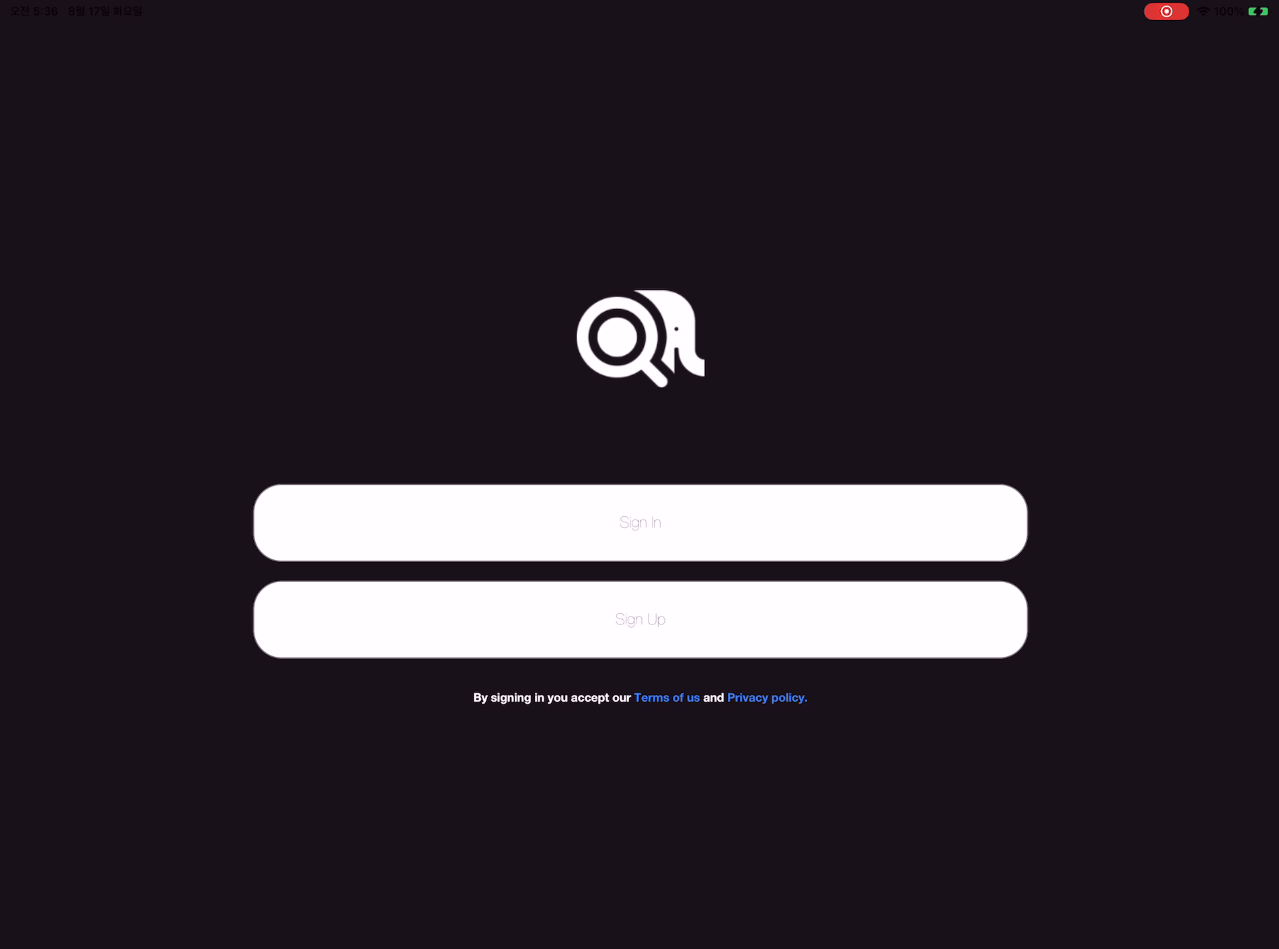 오전 5:36 8월 17일 화요일
100%
Sign In
Sign Up
By signing in you accept our Terms of us and Privacy policy.